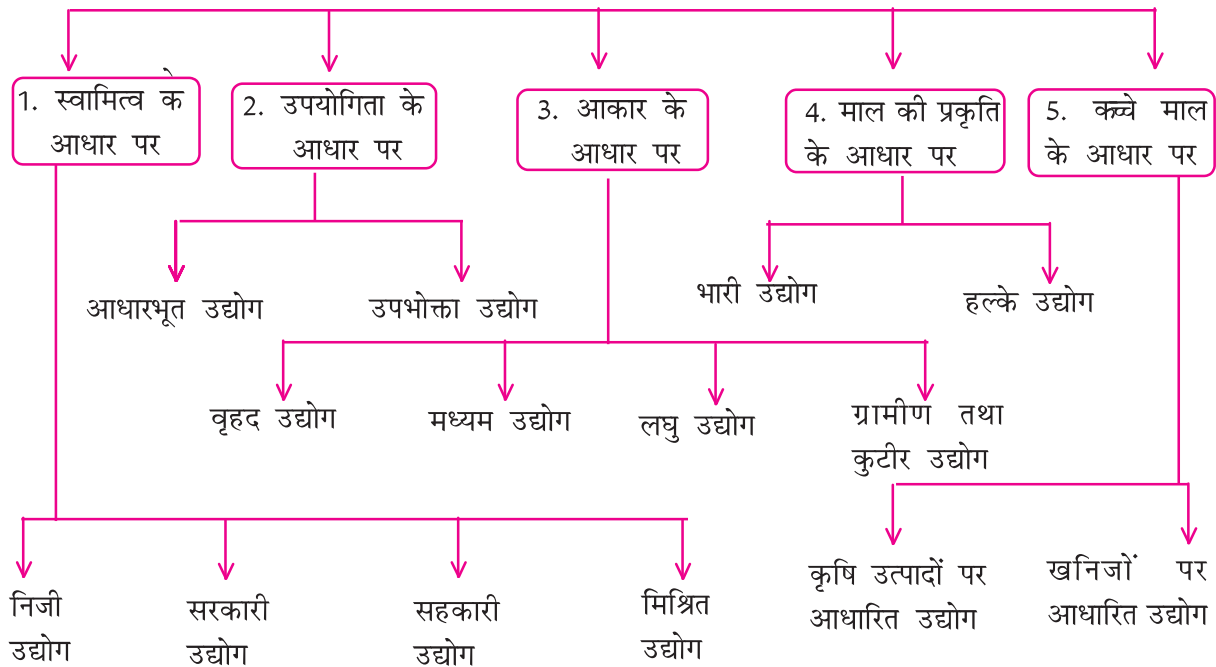 1. स्वामित्व के
आधार पर
2. उपयोगिता के
आधार पर
3. आकार के
आधार पर
4. माल की प्रकृति
के आधार पर
5. कच्चे माल
के आधार पर
आधारभूत उद्योग
उपभोक्ता उद्योग
भारी उद्योग
हल्के उद्योग
वृहद उद्योग
मध्यम उद्योग
लघु उद्योग
ग्रामीण तथा
कुटीर उद्योग
निजी
उद्योग
सरकारी
उद्योग
सहकारी
उद्योग
मिश्रित
उद्योग
कृषि उत्पादों पर
आधारित उद्योग
खनिजों पर
आधारित उद्योग